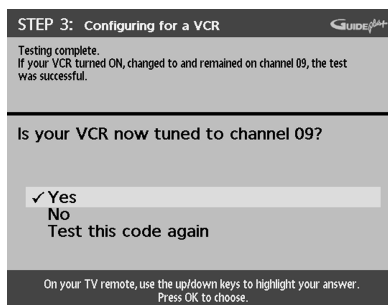 STEP 3: Configuring for a VCR
GUIDE plus+
Testing complete.
If your VCR turned ON, changed to and remained on channel 09, the test
was successful.
Is your VCR now tuned to channel 09?
✓ Yes
No
Test this code again
On your TV remote, use the up/down keys to highlight your answer.
Press OK to choose.